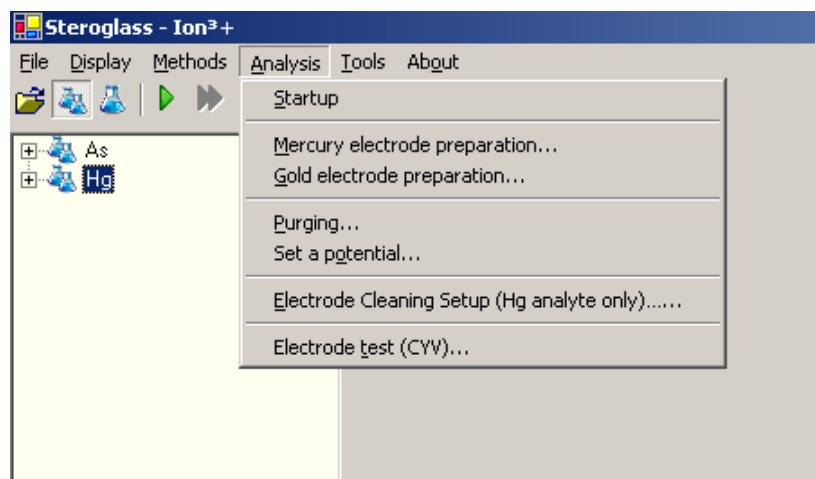 Steroglass - Ion³+
File Display Methods Analysis Tools About
Startup
As
Mercury electrode preparation...
Hg
Gold electrode preparation...
Purging...
Set a potential...
Electrode Cleaning Setup (Hg analyte only)......
Electrode test (CYV)...